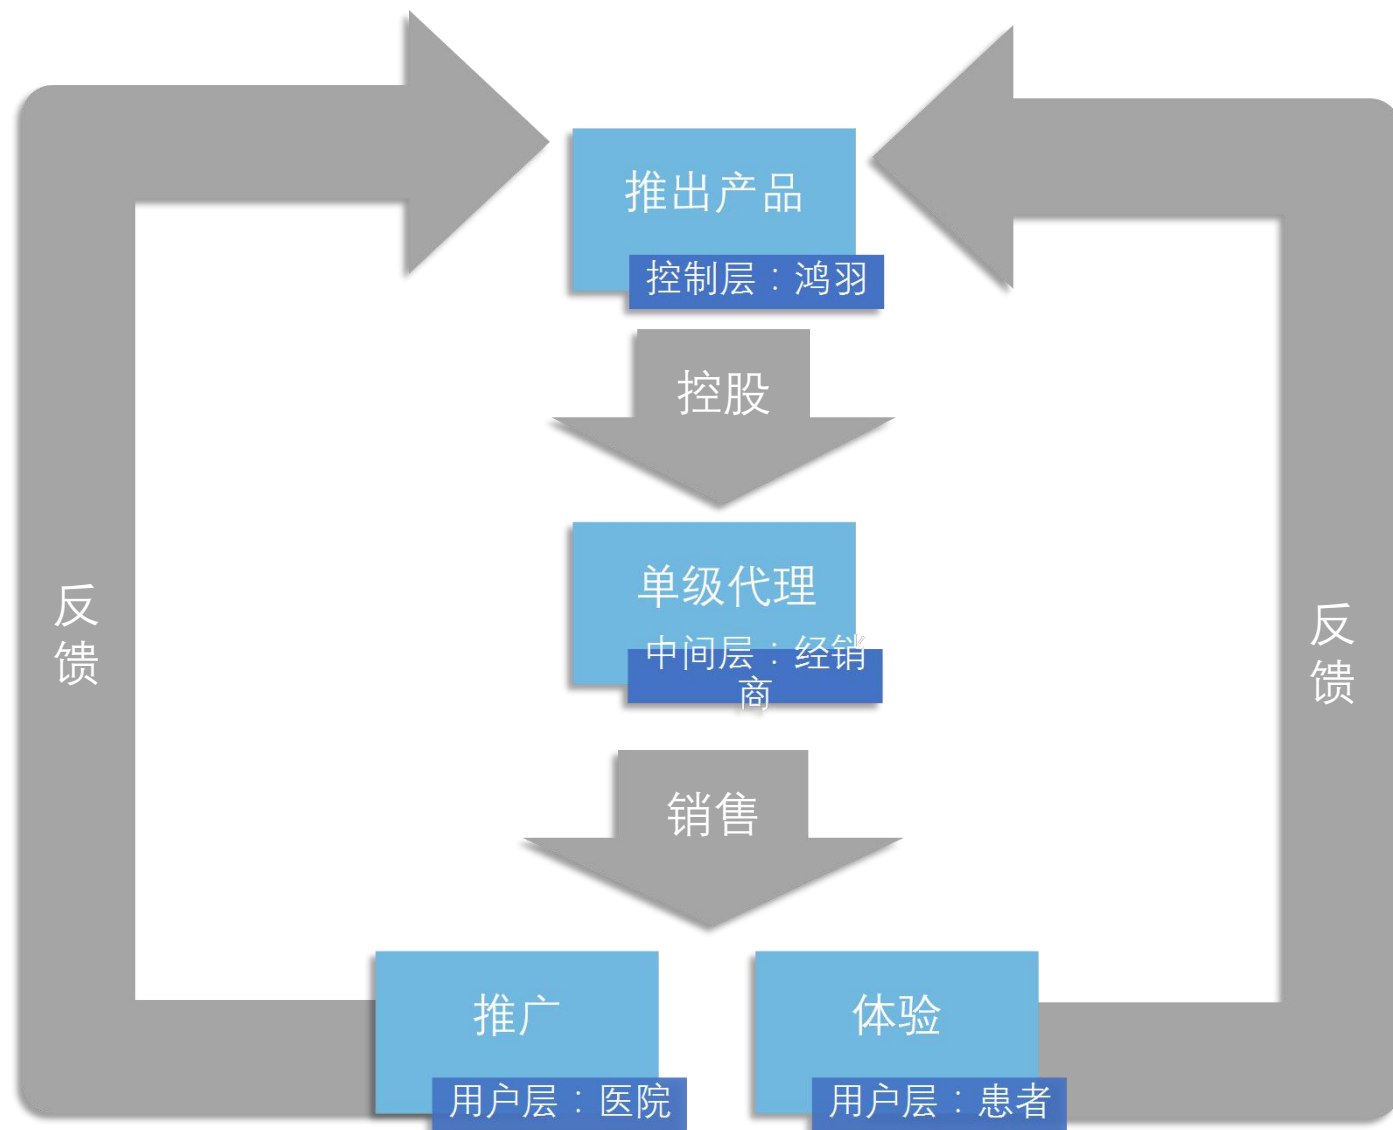 推出产品
控制层：鸿羽
控股
单级代理
中间层：经销
商
销售
反
馈
反
馈
推广
用户层：医院
体验
用户层：患者